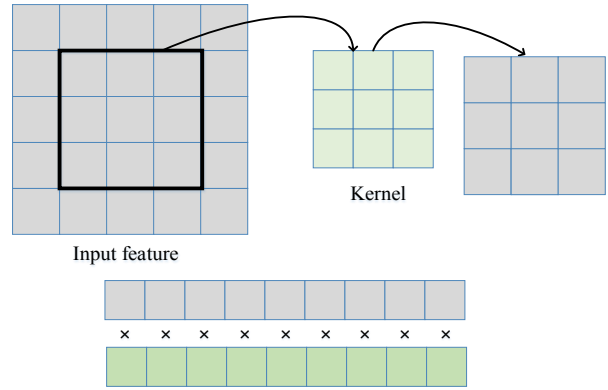 Kernel
Input feature
× × × × × × × × ×